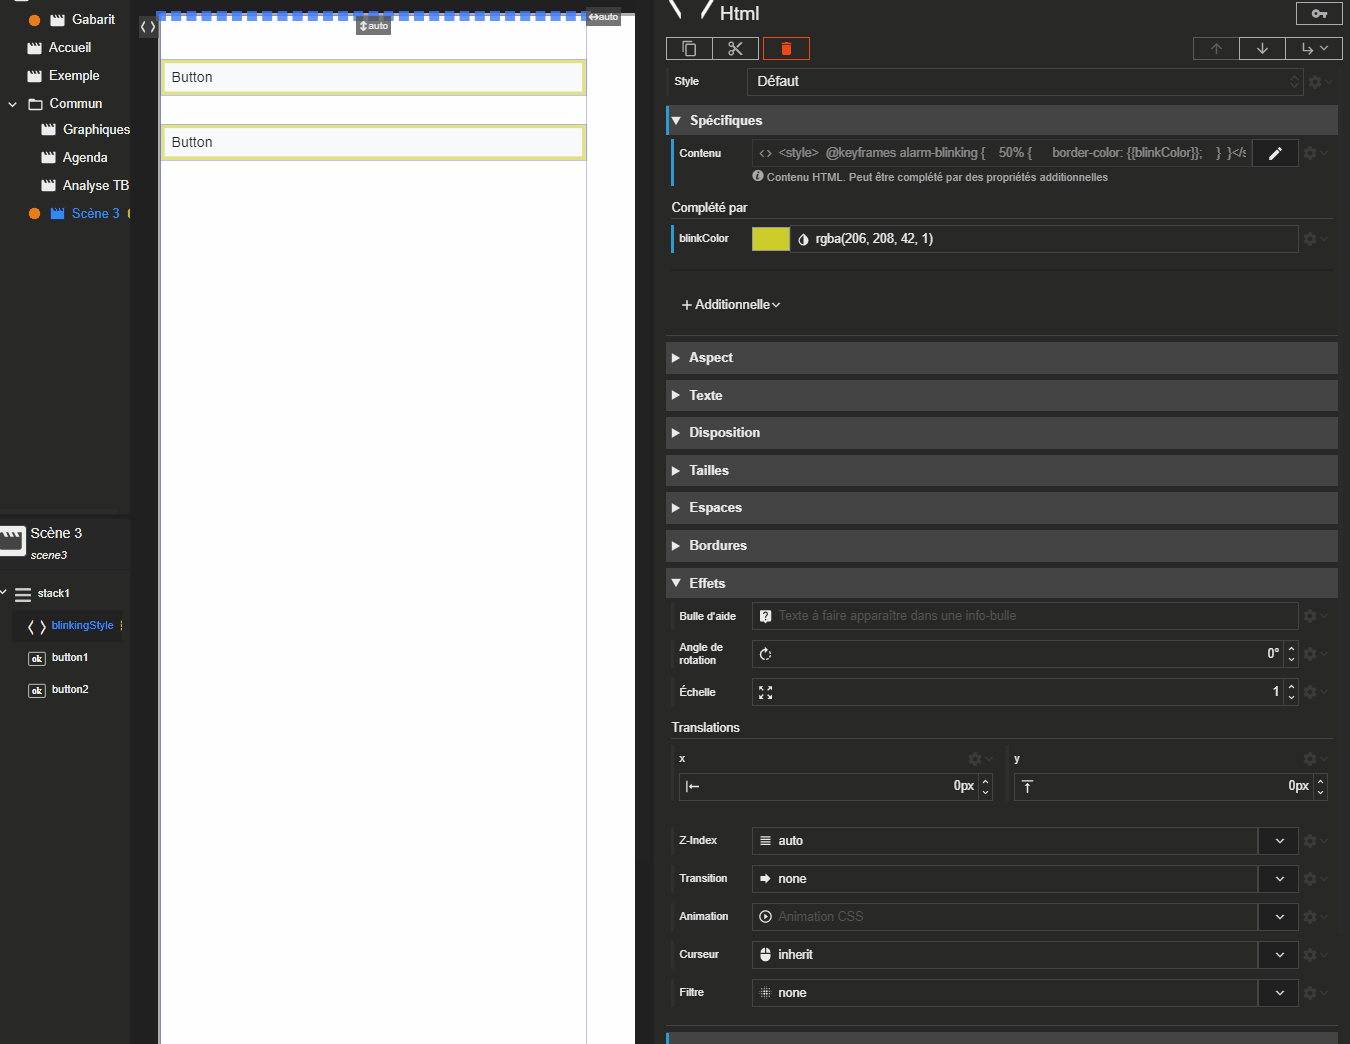 Gabarit
Accueil
Exemple
Commun
Graphiques
Agenda
Analyse TB
Scène 3
Scène 3
scene3
stack1
blinkingStyle
button1
button2
auto
auto
Button
Button
Html
Style
Défaut
Spécifiques
Contenu
<style> @keyframes alarm-blinking { 50% { border-color: {{blinkColor}}; } }</s
Contenu HTML. Peut être complété par des propriétés additionnelles
Complété par
blinkColor
rgba(206, 208, 42, 1)
+ Additionnelle
Aspect
Texte
Disposition
Tailles
Espaces
Bordures
Effets
Bulle d'aide
Texte à faire apparaître dans une info-bulle
Angle de rotation
0°
Échelle
1
Translations
x
y
0px
0px
Z-Index
auto
Transition
none
Animation
Animation CSS
Curseur
inherit
Filtre
none